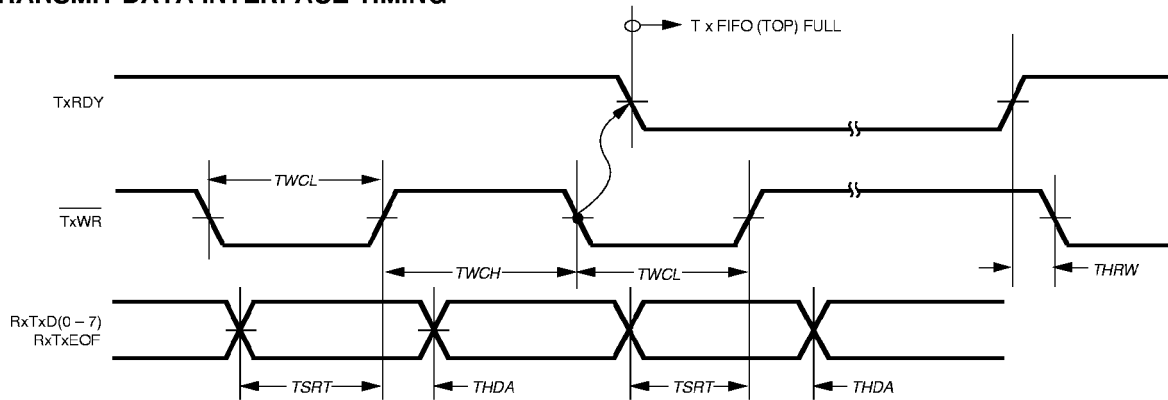 TRANSMIT DATA INTERFACE TIMING
T x FIFO (TOP) FULL
TxRDY
TWCL
TxWR
TWCH
TWCL
THRW
RxTxD(0 – 7)
RxTxEOF
TSRT
THDA
TSRT
THDA